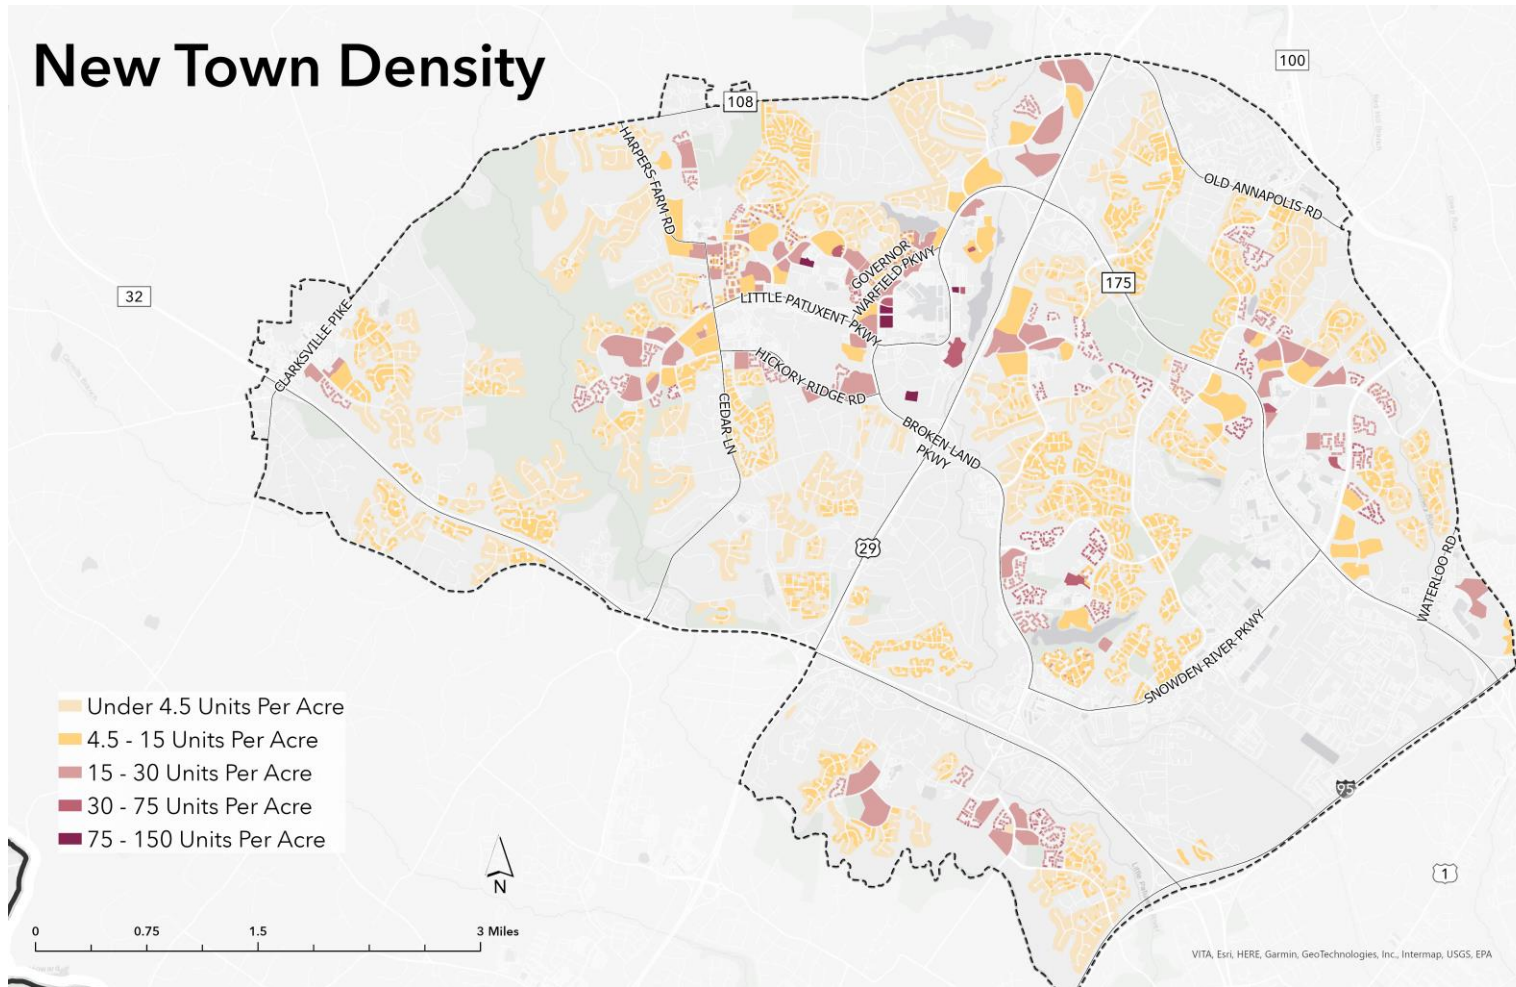 New Town Density
100
108
HARPERS FARM RD
OLD ANNAPOLIS RD
GOVERNOR
WARFIELD PKWY
175
32
CLARKSVILLE PIKE
LITTLE PATUXENT PKWY
HICKORY RIDGE RD
CEDAR LN
BROKEN LAND
PKWY
29
WATERLOO RD
SNOWDEN RIVER PKWY
Under 4.5 Units Per Acre
4.5 - 15 Units Per Acre
15 - 30 Units Per Acre
30 - 75 Units Per Acre
75 - 150 Units Per Acre
95
1
N
0 0.75 1.5 3 Miles
VITA, Esri, HERE, Garmin, GeoTechnologies, Inc., Intermap, USGS, EPA